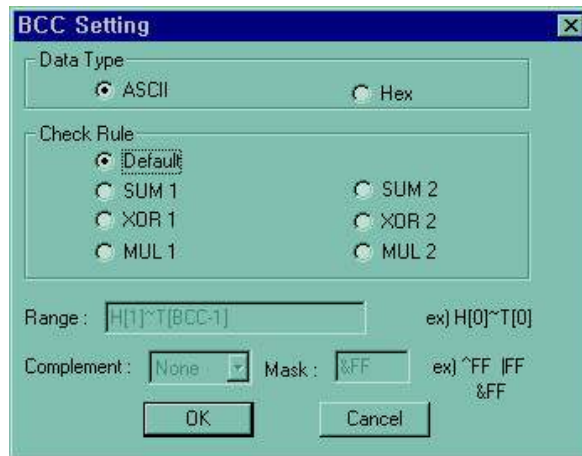 BCC Setting
Data Type
ASCII
Hex
Check Rule
Default
SUM 1
SUM 2
XOR 1
XOR 2
MUL 1
MUL 2
Range : H[1]~T[BCC-1] ex) H[0]~T[0]
Complement : None Mask : &FF ex) ^FF |FF
&FF
OK
Cancel